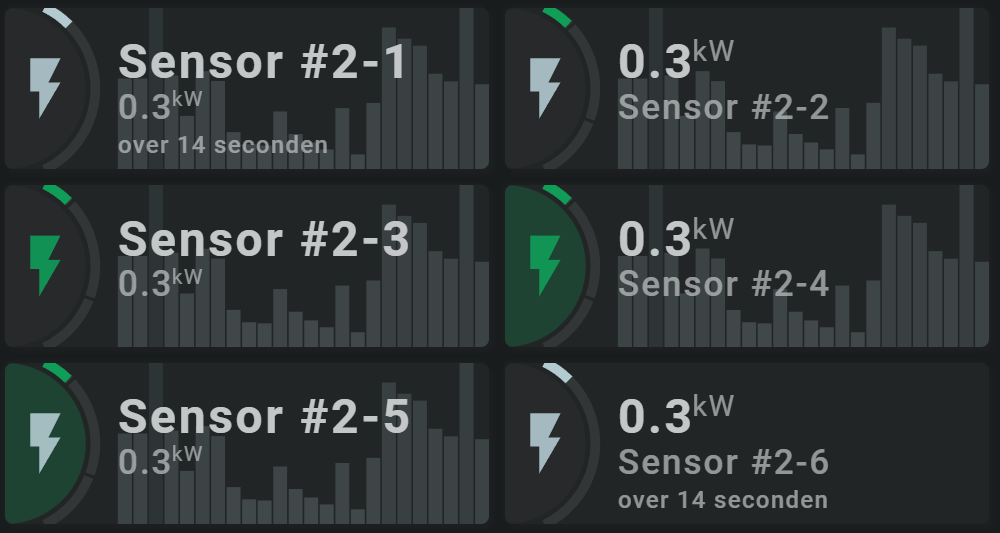 Sensor #2-1
0.3kW
over 14 seconden
0.3kW
Sensor #2-2
Sensor #2-3
0.3kW
0.3kW
Sensor #2-4
Sensor #2-5
0.3kW
0.3kW
Sensor #2-6
over 14 seconden